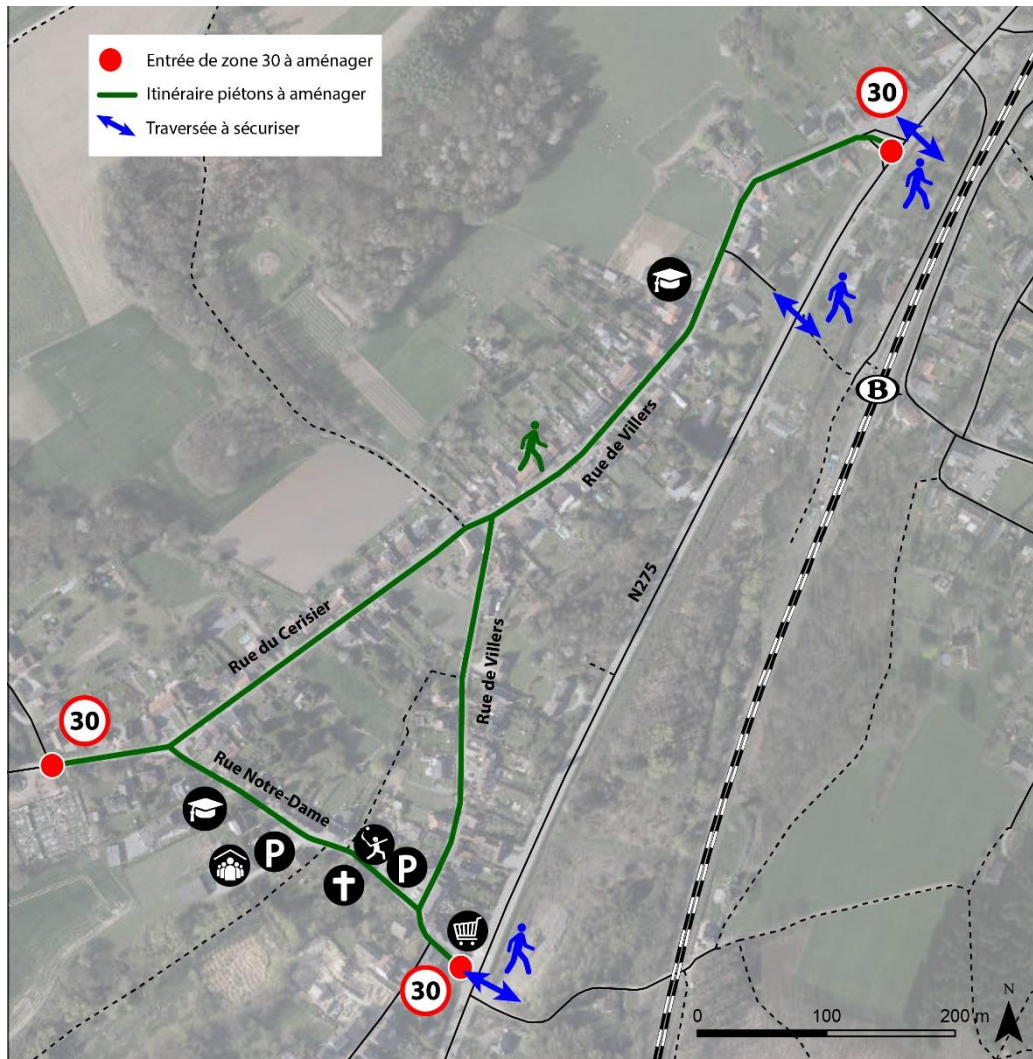 Entrée de zone 30 à aménager
Itinéraire piétons à aménager
Traversée à sécuriser
30
B
Rue de Villers
N275
Rue du Cerisier
Rue de Villers
30
Rue Notre-Dame
P
P
30
0 100 200 m
N